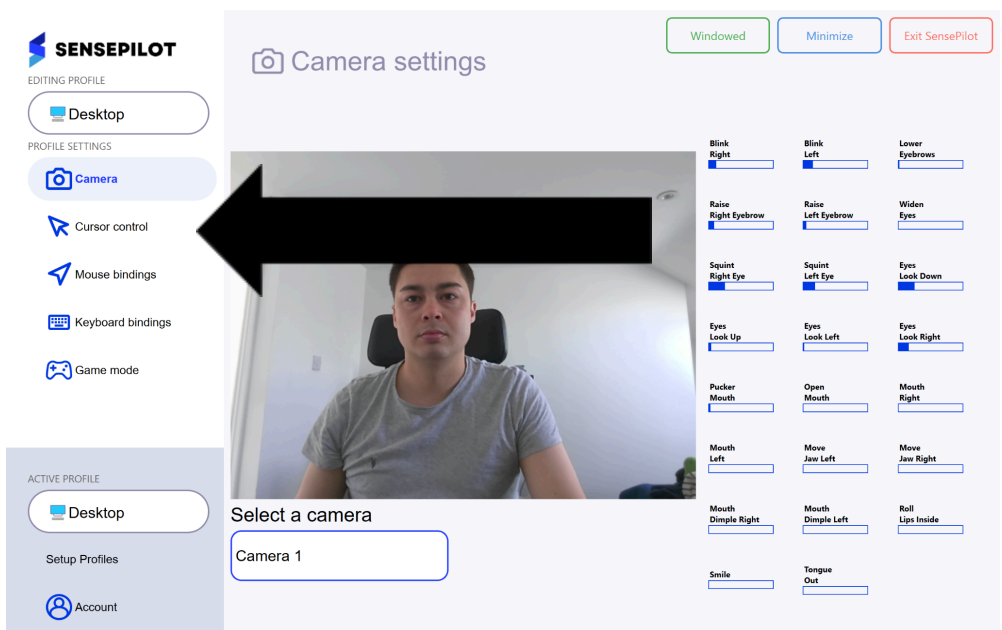 SENSEPILOT
EDITING PROFILE
Desktop
PROFILE SETTINGS
Camera
Cursor control
Mouse bindings
Keyboard bindings
Game mode
ACTIVE PROFILE
Desktop
Setup Profiles
Account
Camera settings
Windowed
Minimize
Exit SensePilot
Select a camera
Camera 1
Blink
Right
Blink
Left
Lower
Eyebrows
Raise
Right Eyebrow
Raise
Left Eyebrow
Widen
Eyes
Squint
Right Eye
Squint
Left Eye
Eyes
Look Down
Eyes
Look Up
Eyes
Look Left
Eyes
Look Right
Pucker
Mouth
Open
Mouth
Mouth
Right
Mouth
Left
Move
Jaw Left
Move
Jaw Right
Mouth
Dimple Right
Mouth
Dimple Left
Roll
Lips Inside
Smile
Tongue
Out